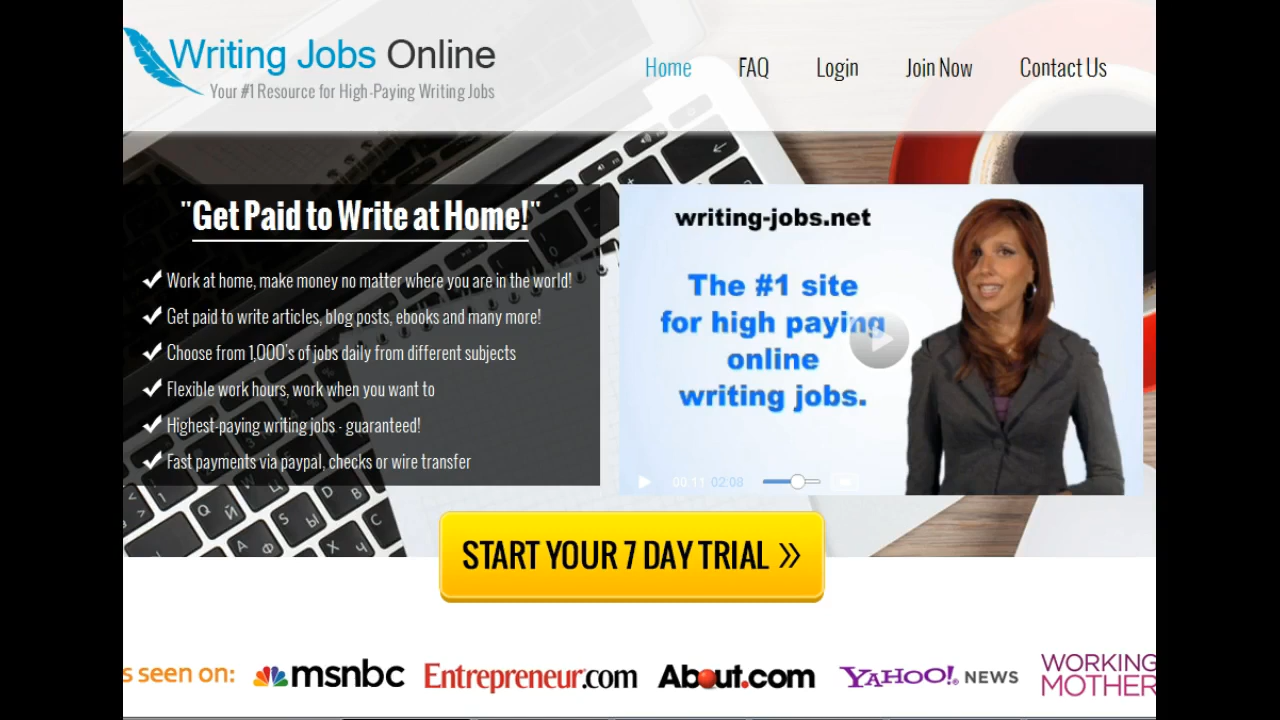 Writing Jobs Online
Your #1 Resource for High-Paying Writing Jobs
Home FAQ Login Join Now Contact Us
"Get Paid to Write at Home!"
Work at home, make money no matter where you are in the world!
Get paid to write articles, blog posts, ebooks and many more!
Choose from 1,000's of jobs daily from different subjects
Flexible work hours, work when you want to
Highest-paying writing jobs - guaranteed!
Fast payments via paypal, checks or wire transfer
writing-jobs.net
The #1 site
for high paying
online
writing jobs.
00:11 02:08
START YOUR 7 DAY TRIAL »
s seen on: msnbc Entrepreneur.com About.com YAHOO! NEWS WORKING
MOTHER